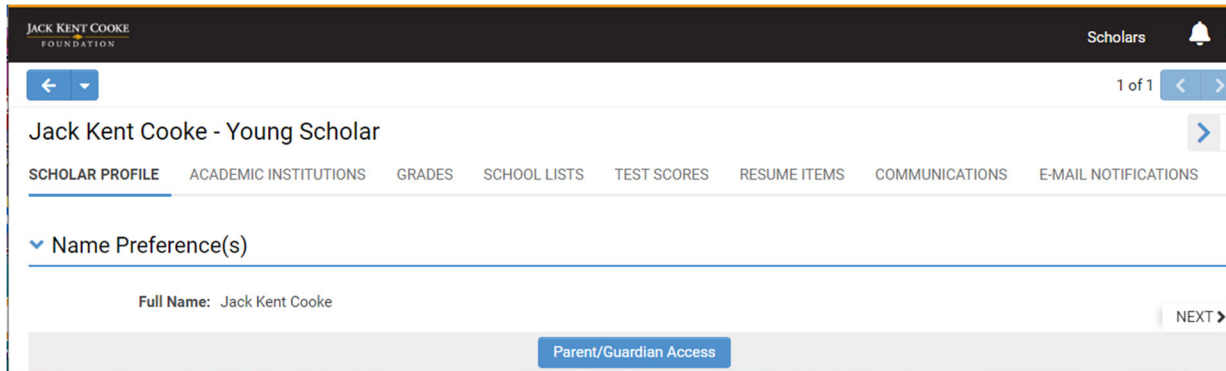 JACK KENT COOKE
FOUNDATION
Scholars
1 of 1
Jack Kent Cooke - Young Scholar
SCHOLAR PROFILE ACADEMIC INSTITUTIONS GRADES SCHOOL LISTS TEST SCORES RESUME ITEMS COMMUNICATIONS E-MAIL NOTIFICATIONS
Name Preference(s)
Full Name: Jack Kent Cooke
NEXT
Parent/Guardian Access